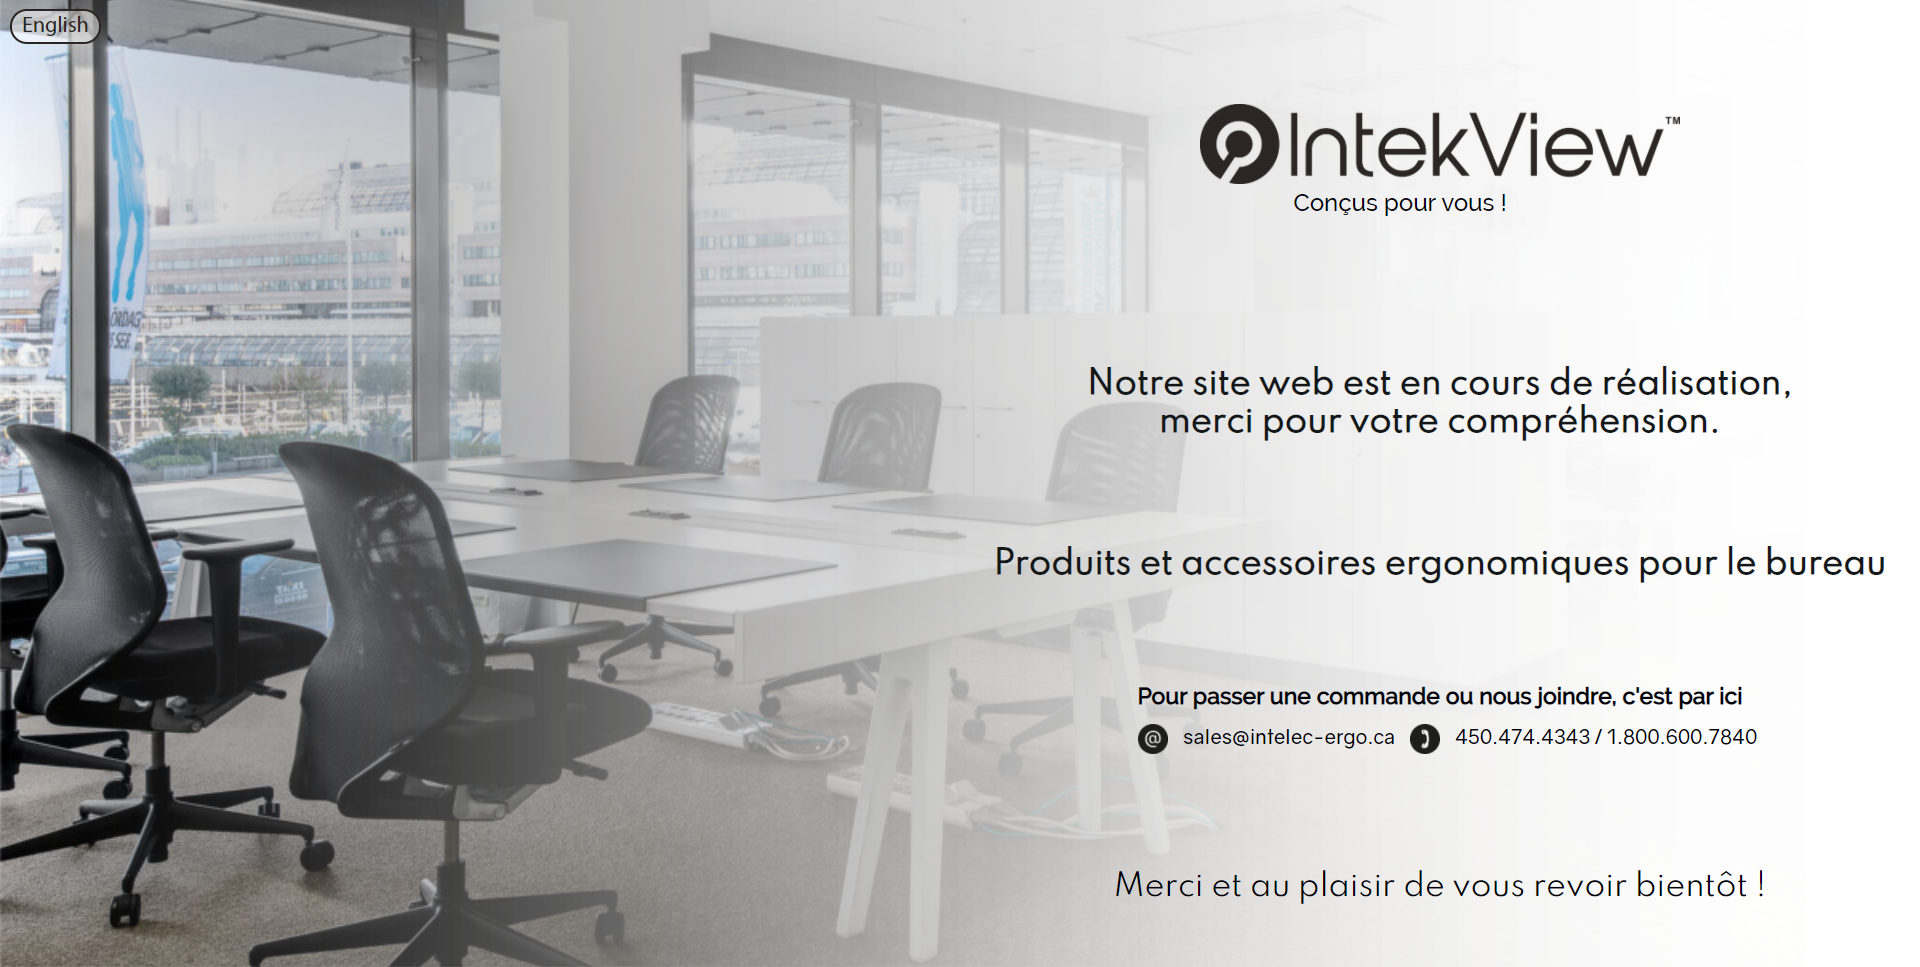 English
IntekView™
Conçus pour vous !
Notre site web est en cours de réalisation,
merci pour votre compréhension.
Produits et accessoires ergonomiques pour le bureau
Pour passer une commande ou nous joindre, c'est par ici
@ sales@intelec-ergo.ca 450.474.4343 / 1.800.600.7840
Merci et au plaisir de vous revoir bientôt !